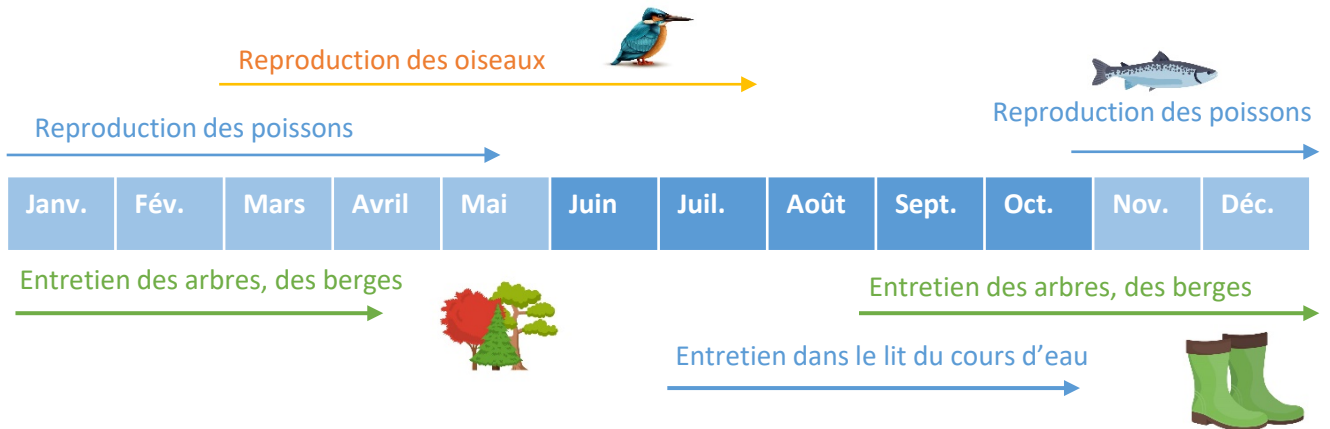 Reproduction des oiseaux
Reproduction des poissons
Reproduction des poissons
Janv. Fév. Mars Avril Mai Juin Juil. Août Sept. Oct. Nov. Déc.
Entretien des arbres, des berges
Entretien des arbres, des berges
Entretien dans le lit du cours d’eau